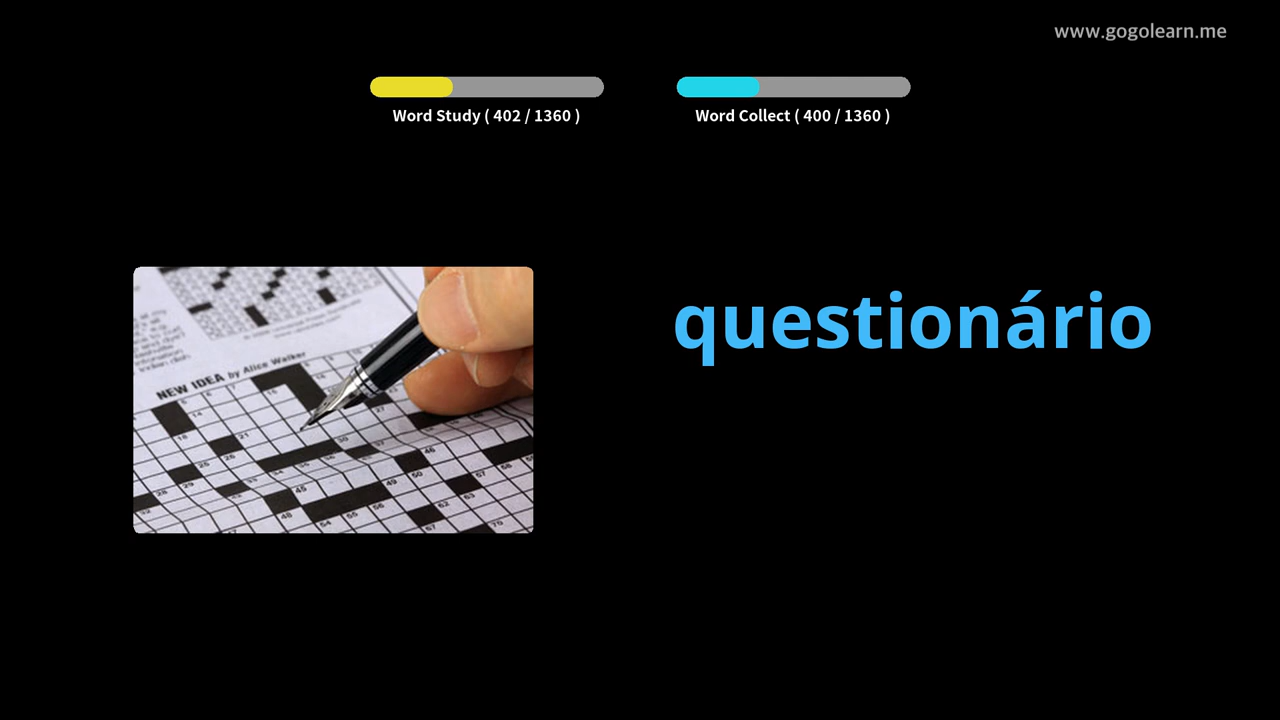 www.gogolearn.me
Word Study ( 402 / 1360 )
Word Collect ( 400 / 1360 )
questionário
NEW IDEA by Alice Walker